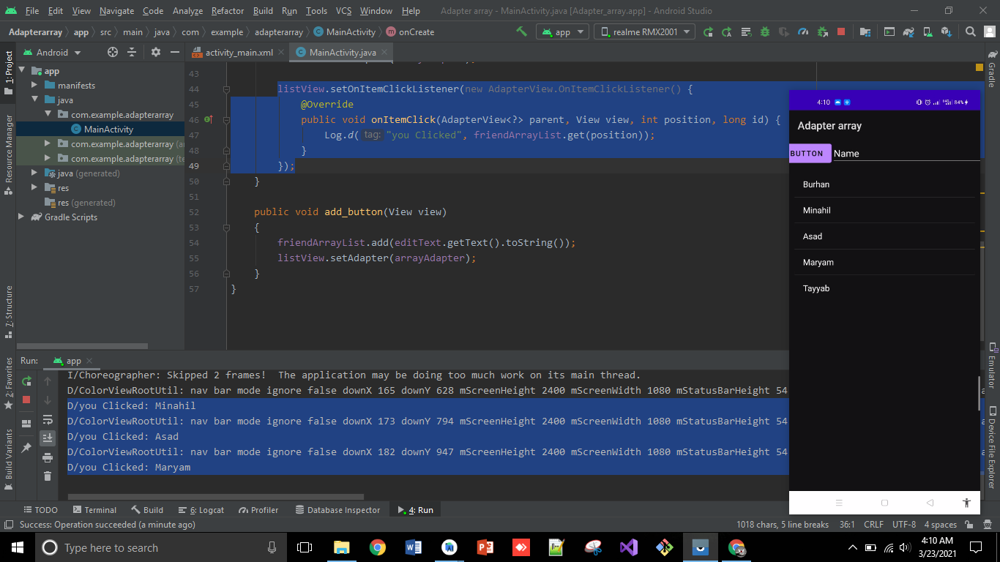 File Edit View Navigate Code Analyze Refactor Build Run Tools VCS Window Help Adapter array - MainActivity.java [Adapter_array.app] - Android Studio
Adapterarray app src main java com example adapterarray MainActivity onCreate app realme RMX2001
Android activity_main.xml MainActivity.java
1: Project
Resource Manager
7: Structure
2: Favorites
Build Variants
app
manifests
java
com.example.adapterarray
MainActivity
com.example.adapterarray
com.example.adapterarray
java (generated)
res
res (generated)
Gradle Scripts
43
44 listView.setOnItemClickListener(new AdapterView.OnItemClickListener() {
45 @Override
46 public void onItemClick(AdapterView<?> parent, View view, int position, long id) {
47 Log.d( tag: "you Clicked", friendArrayList.get(position));
48 }
49 });
50 }
51
52 public void add_button(View view)
53 {
54 friendArrayList.add(editText.getText().toString());
55 listView.setAdapter(arrayAdapter);
56 }
57 }
4:10 84%
Adapter array
BUTTON Name
Burhan
Minahil
Asad
Maryam
Tayyab
Gradle
Emulator
Device File Explorer
Run: app
I/Choreographer: Skipped 2 frames! The application may be doing too much work on its main thread.
D/ColorViewRootUtil: nav bar mode ignore false downX 165 downY 628 mScreenHeight 2400 mScreenWidth 1080 mStatusBarHeight 54
D/you Clicked: Minahil
D/ColorViewRootUtil: nav bar mode ignore false downX 173 downY 794 mScreenHeight 2400 mScreenWidth 1080 mStatusBarHeight 54
D/you Clicked: Asad
D/ColorViewRootUtil: nav bar mode ignore false downX 182 downY 947 mScreenHeight 2400 mScreenWidth 1080 mStatusBarHeight 54
D/you Clicked: Maryam
TODO Terminal Build 6: Logcat Profiler Database Inspector 4: Run
Success: Operation succeeded (a minute ago) 1018 chars, 5 line breaks 36:1 CRLF UTF-8 4 spaces
Type here to search
4:10 AM
3/23/2021